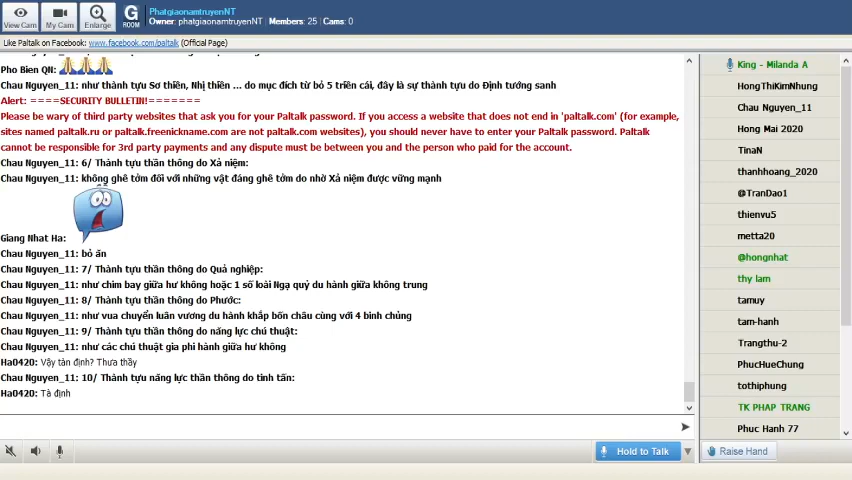 PhatgiaonamtruyenNT
Owner: phatgiaonamtruyenNT | Members: 25 | Cams: 0
View Cam
My Cam
Enlarge
G
ROOM
Like Paltalk on Facebook: www.facebook.com/paltalk (Official Page)
Pho Bien QN:
Chau Nguyen_11: như thành tựu Sơ thiền, Nhị thiền ... do mục đích từ bỏ 5 triền cái, đây là sự thành tựu do Định tướng sanh
Alert: ====SECURITY BULLETIN!=======
Please be wary of third party websites that ask you for your Paltalk password. If you access a website that does not end in 'paltalk.com' (for example,
sites named paltalk.ru or paltalk.freenickname.com are not paltalk.com websites), you should never have to enter your Paltalk password. Paltalk
cannot be responsible for 3rd party payments and any dispute must be between you and the person who paid for the account.
Chau Nguyen_11: 6/ Thành tựu thần thông do Xả niệm:
Chau Nguyen_11: không ghê tởm đối với những vật đáng ghê tởm do nhờ Xả niệm được vững mạnh
Giang Nhat Ha:
Chau Nguyen_11: bỏ ấn
Chau Nguyen_11: 7/ Thành tựu thần thông do Quả nghiệp:
Chau Nguyen_11: như chim bay giữa hư không hoặc 1 số loài Ngạ quỷ du hành giữa không trung
Chau Nguyen_11: 8/ Thành tựu thần thông do Phước:
Chau Nguyen_11: như vua chuyển luân vương du hành khắp bốn châu cùng với 4 binh chủng
Chau Nguyen_11: 9/ Thành tựu thần thông do năng lực chú thuật:
Chau Nguyen_11: như các chú thuật gia phi hành giữa hư không
Ha0420: Vậy tàn định? Thưa thầy
Chau Nguyen_11: 10/ Thành tựu năng lực thần thông do tinh tấn:
Ha0420: Tà định
King - Milanda A
HongThiKimNhung
Chau Nguyen_11
Hong Mai 2020
TinaN
thanhhoang_2020
@TranDao1
thienvu5
metta20
@hongnhat
thy lam
tamuy
tam-hanh
Trangthu-2
PhucHueChung
tothiphung
TK PHAP TRANG
Phuc Hanh 77
Hold to Talk
Raise Hand